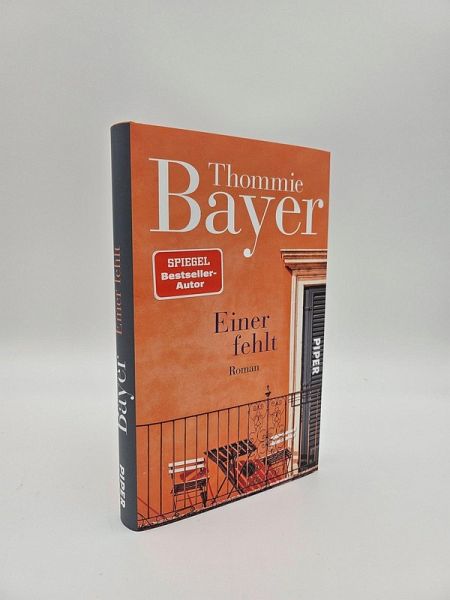 Thommie
Bayer
SPIEGEL
Bestseller-
Autor
Einer
fehlt
Roman
PIPER
Bayer Einer fehlt
PIPER